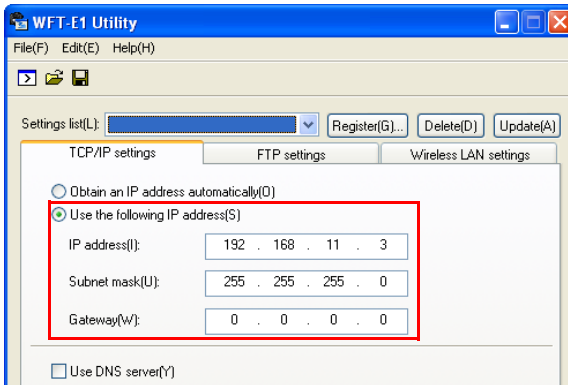 WFT-E1 Utility
File(F) Edit(E) Help(H)
Settings list(L): Register(G)... Delete(D) Update(A)
TCP/IP settings FTP settings Wireless LAN settings
Obtain an IP address automatically(O)
Use the following IP address(S)
IP address(I): 192 . 168 . 11 . 3
Subnet mask(U): 255 . 255 . 255 . 0
Gateway(W): 0 . 0 . 0 . 0
Use DNS server(Y)